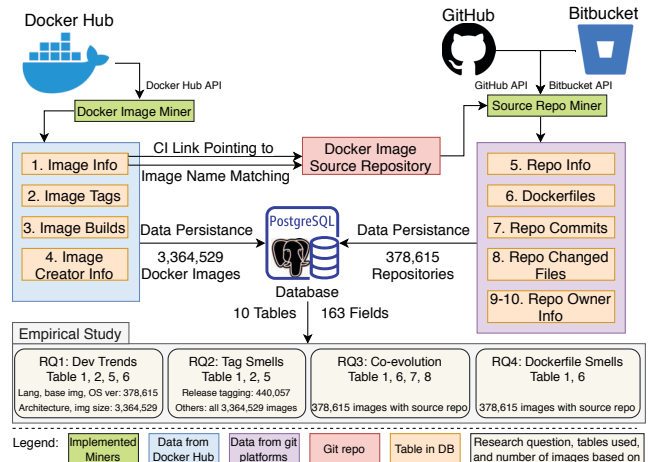 Docker Hub
GitHub
Bitbucket
Docker Hub API
GitHub API
Bitbucket API
Docker Image Miner
Source Repo Miner
CI Link Pointing to
Image Name Matching
Docker Image
Source Repository
1. Image Info
2. Image Tags
3. Image Builds
4. Image
Creator Info
5. Repo Info
6. Dockerfiles
7. Repo Commits
8. Repo Changed
Files
9-10. Repo Owner
Info
Data Persistance
3,364,529
Docker Images
PostgreSQL
Database
Data Persistance
378,615
Repositories
10 Tables
163 Fields
Empirical Study
RQ1: Dev Trends
Table 1, 2, 5, 6
Lang, base img, OS ver: 378,615
Architecture, img size: 3,364,529
RQ2: Tag Smells
Table 1, 2, 5
Release tagging: 440,057
Others: all 3,364,529 images
RQ3: Co-evolution
Table 1, 6, 7, 8
378,615 images with source repo
RQ4: Dockerfile Smells
Table 1, 6
378,615 images with source repo
Legend:
Implemented
Miners
Data from
Docker Hub
Data from git
platforms
Git repo
Table in DB
Research question, tables used,
and number of images based on